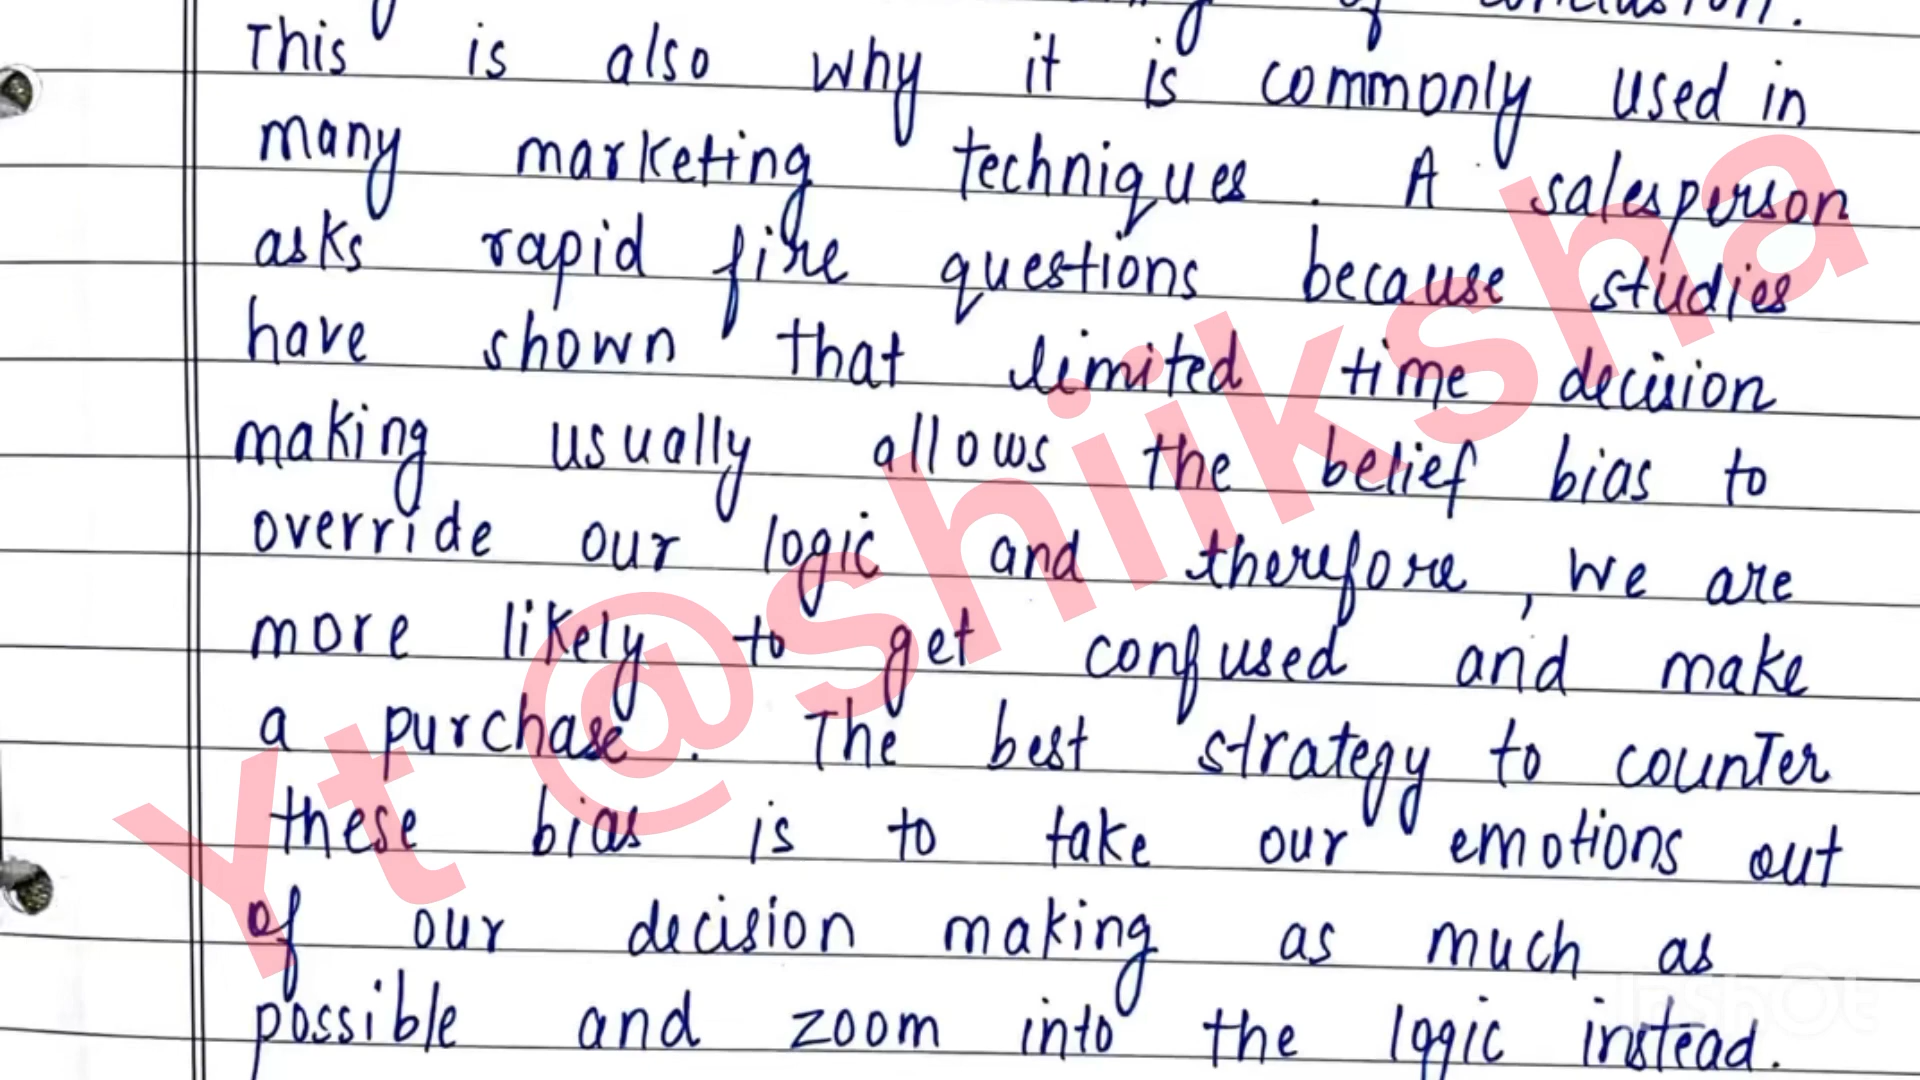 conclusion.
This is also why it is commonly used in
many marketing techniques. A salesperson
asks rapid fire questions because studies
have shown that limited time decision
making usually allows the belief bias to
override our logic and therefore, we are
more likely to get confused and make
a purchase. The best strategy to counter
these bias is to take our emotions out
of our decision making as much as
possible and zoom into the logic instead.
Yt @shiiksha
InShOt